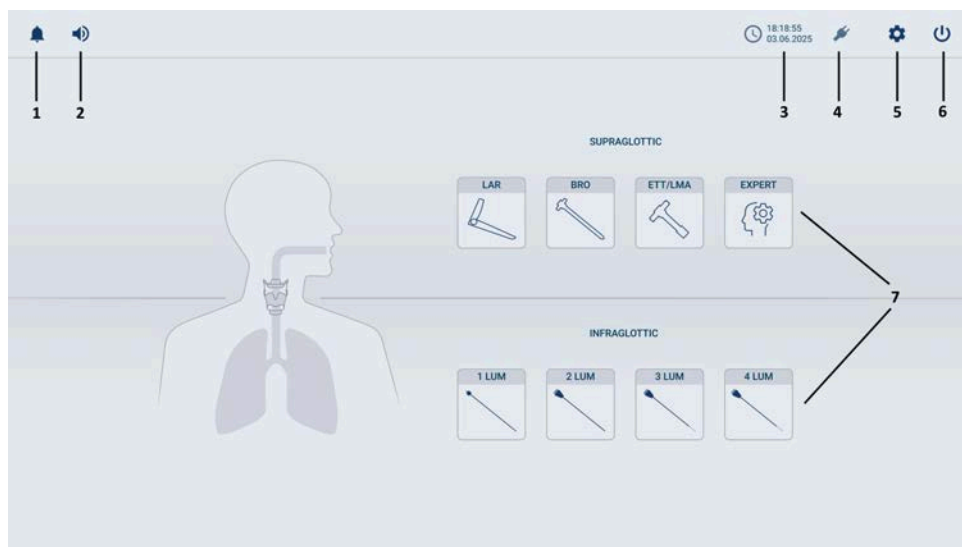 18:18:55
03.06.2025
1 2 3 4 5 6
SUPRAGLOTTIC
LAR BRO ETT/LMA EXPERT
7
INFRAGLOTTIC
1 LUM 2 LUM 3 LUM 4 LUM